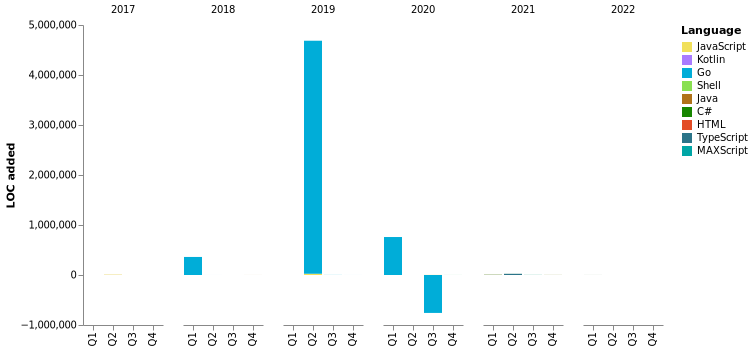 2017 2018 2019 2020 2021 2022
5,000,000
4,000,000
3,000,000
2,000,000
1,000,000
0
−1,000,000
LOC added
Q1 Q2 Q3 Q4 Q1 Q2 Q3 Q4 Q1 Q2 Q3 Q4 Q1 Q2 Q3 Q4 Q1 Q2 Q3 Q4 Q1 Q2 Q3 Q4
Language
JavaScript
Kotlin
Go
Shell
Java
C#
HTML
TypeScript
MAXScript